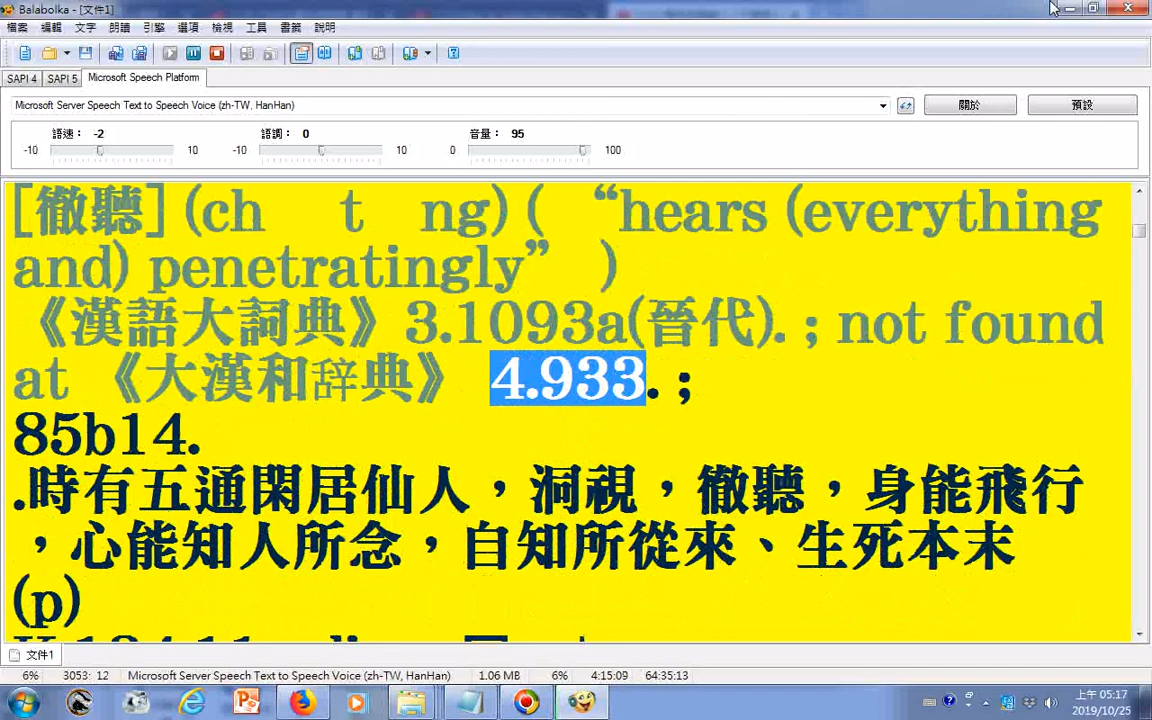 Balabolka - [文件1]
檔案 編輯 文字 朗讀 引擎 選項 檢視 工具 書籤 說明
SAPI 4 SAPI 5 Microsoft Speech Platform
Microsoft Server Speech Text to Speech Voice (zh-TW, HanHan) 關於 預設
語速： -2 語調： 0 音量： 95
-10 10 -10 10 0 100
[徹聽] (ch t ng) ( “hears (everything
and) penetratingly” )
《漢語大詞典》 3.1093a(晉代). ; not found
at 《大漢和辞典》 4.933. ;
85b14.
.時有五通閑居仙人，洞視，徹聽，身能飛行
，心能知人所念，自知所從來、生死本末
(p)
文件1
6% 3053: 12 Microsoft Server Speech Text to Speech Voice (zh-TW, HanHan) 1.06 MB 6% 4:15:09 64:35:13
上午 05:17
2019/10/25